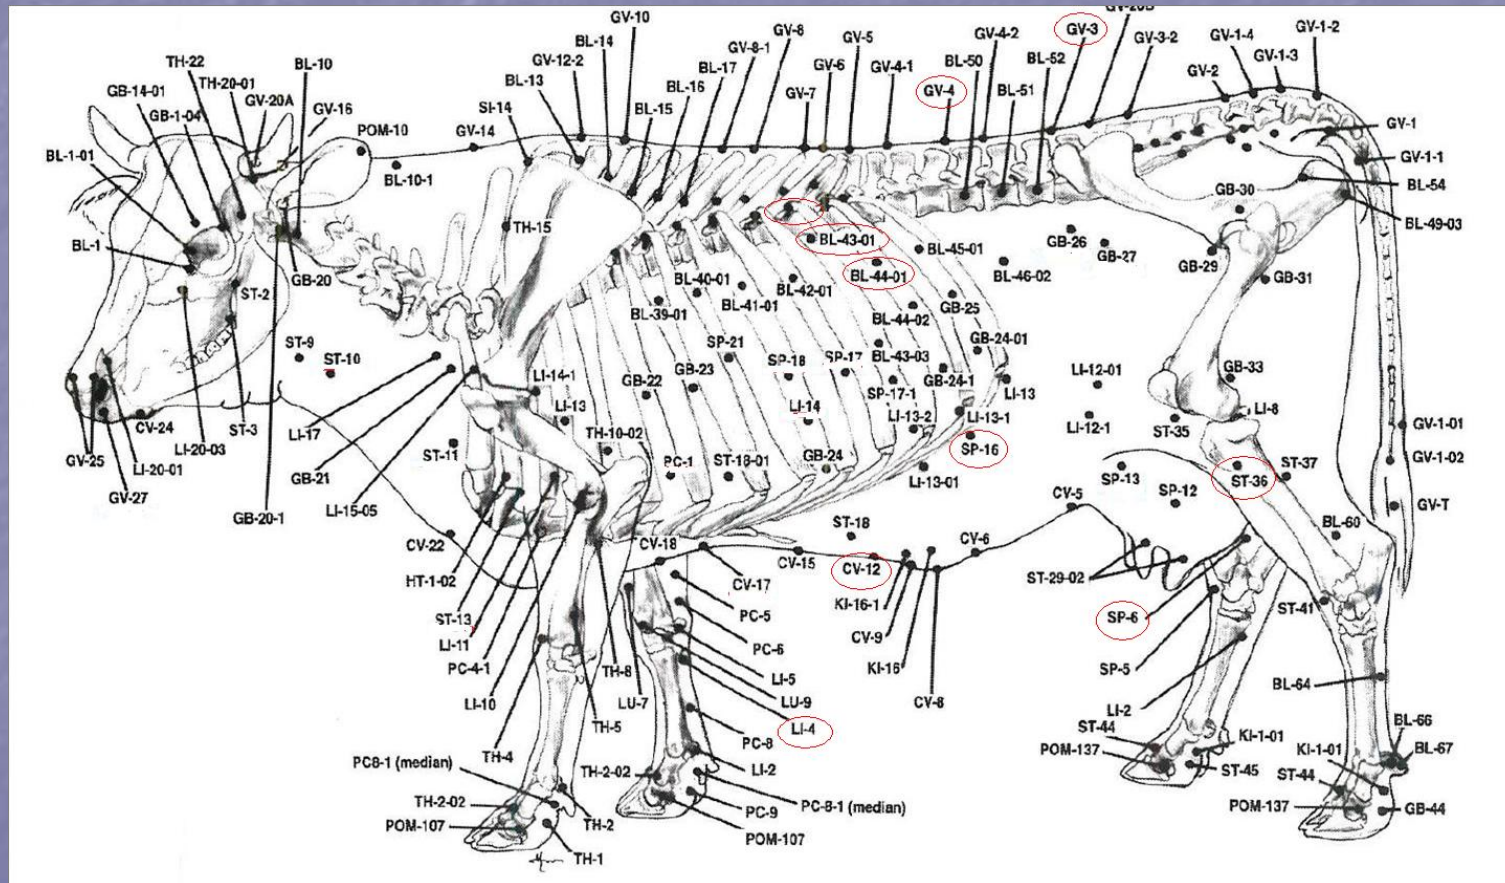 GV-10
GV-3
GV-20B
TH-22
BL-10
BL-14
GV-12-2
GV-8
GV-8-1
GV-5
GV-4-2
GV-3-2
GV-1-4
GV-1-3
GV-1-2
GB-14-01
TH-20-01
GV-20A
GV-16
BL-13
BL-17
GV-6
GV-4-1
BL-50
BL-52
GV-2
GB-1-04
POM-10
GV-14
SI-14
BL-15
BL-16
GV-7
GV-4
BL-51
GV-1
BL-1-01
BL-10-1
GV-1-1
BL-54
GB-30
BL-49-03
BL-1
TH-15
BL-43-01
BL-45-01
GB-26
GB-27
GB-20
BL-44-01
BL-46-02
GB-29
GB-31
ST-2
BL-40-01
BL-42-01
BL-41-01
BL-39-01
GB-25
BL-44-02
ST-9
ST-10
SP-21
SP-18
SP-17
BL-43-03
GB-24-01
LI-14-1
GB-22
GB-23
GB-24-1
SP-17-1
LI-13
LI-12-01
GB-33
LI-13
LI-14
LI-13-2
LI-13-1
LI-8
CV-24
ST-3
LI-17
LI-12-1
ST-35
GV-1-01
LI-20-03
TH-10-02
SP-16
GV-25
LI-20-01
ST-11
PC-1
ST-18-01
GB-24
LI-13-01
SP-13
ST-36
ST-37
GV-1-02
GV-27
GB-21
SP-12
GB-20-1
LI-15-05
CV-5
GV-T
CV-22
ST-18
BL-60
CV-18
CV-15
CV-12
CV-6
HT-1-02
CV-17
ST-29-02
KI-16-1
PC-5
ST-13
SP-6
ST-41
LI-11
CV-9
PC-6
PC-4-1
TH-8
LI-5
KI-16
SP-5
LI-10
LU-7
LU-9
CV-8
BL-64
LI-2
TH-5
LI-4
TH-4
PC-8
ST-44
BL-66
PC8-1 (median)
POM-137
KI-1-01
KI-1-01
BL-67
LI-2
TH-2-02
ST-45
ST-44
TH-2-02
PC-8-1 (median)
POM-137
GB-44
POM-107
TH-2
PC-9
POM-107
TH-1